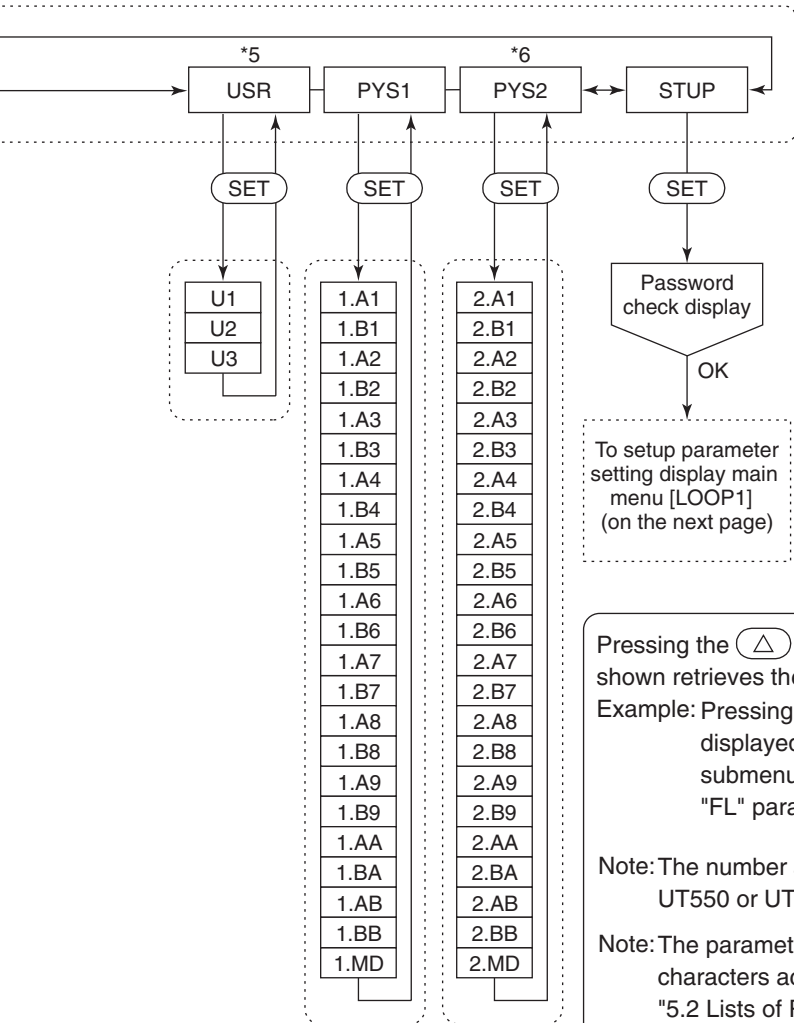 *5
*6
USR
PYS1
PYS2
STUP
SET
SET
SET
SET
U1
U2
U3
1.A1
1.B1
1.A2
1.B2
1.A3
1.B3
1.A4
1.B4
1.A5
1.B5
1.A6
1.B6
1.A7
1.B7
1.A8
1.B8
1.A9
1.B9
1.AA
1.BA
1.AB
1.BB
1.MD
2.A1
2.B1
2.A2
2.B2
2.A3
2.B3
2.A4
2.B4
2.A5
2.B5
2.A6
2.B6
2.A7
2.B7
2.A8
2.B8
2.A9
2.B9
2.AA
2.BA
2.AB
2.BB
2.MD
Password
check display
OK
To setup parameter
setting display main
menu [LOOP1]
(on the next page)
Pressing the △
shown retrieves
Example: Pressing
displayed
submenu
"FL"
Note: The number
UT550 or
Note: The
characters
"5.2 Lists of